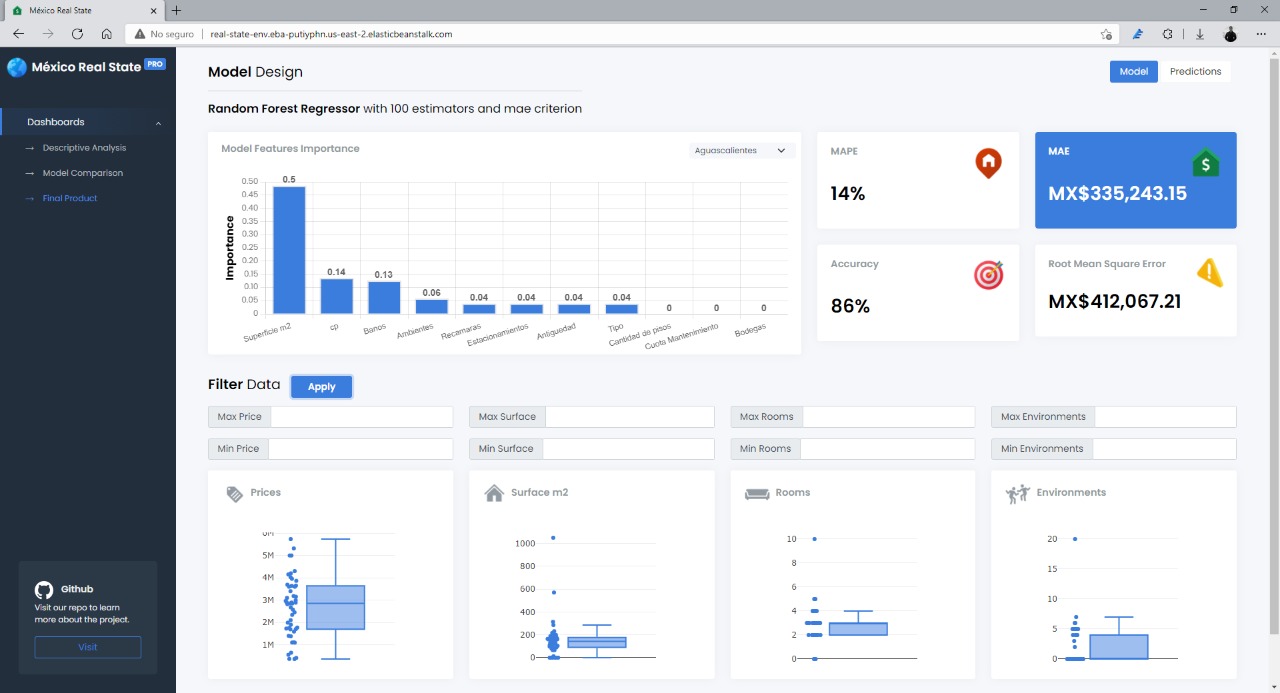 México Real State
No seguro | real-state-env.eba-putiyphn.us-east-2.elasticbeanstalk.com
México Real State PRO
Dashboards
Descriptive Analysis
Model Comparison
Final Product
Github
Visit our repo to learn
more about the project.
Visit
Model Design
Model
Predictions
Random Forest Regressor with 100 estimators and mae criterion
Model Features Importance
Aguascalientes
Importance
0.50
0.45
0.40
0.35
0.30
0.25
0.20
0.15
0.10
0.05
0
0.5
0.14
0.13
0.06
0.04
0.04
0.04
0.04
0
0
0
Superficie m2
cp
Banos
Ambientes
Recamaras
Estacionamientos
Antiguedad
Tipo
Cantidad de pisos
Cuota Mantenimiento
Bodegas
MAPE
14%
MAE
MX$335,243.15
Accuracy
86%
Root Mean Square Error
MX$412,067.21
Filter Data
Apply
Max Price
Max Surface
Max Rooms
Max Environments
Min Price
Min Surface
Min Rooms
Min Environments
Prices
6M
5M
4M
3M
2M
1M
Surface m2
1000
800
600
400
200
0
Rooms
10
8
6
4
2
0
Environments
20
15
10
5
0